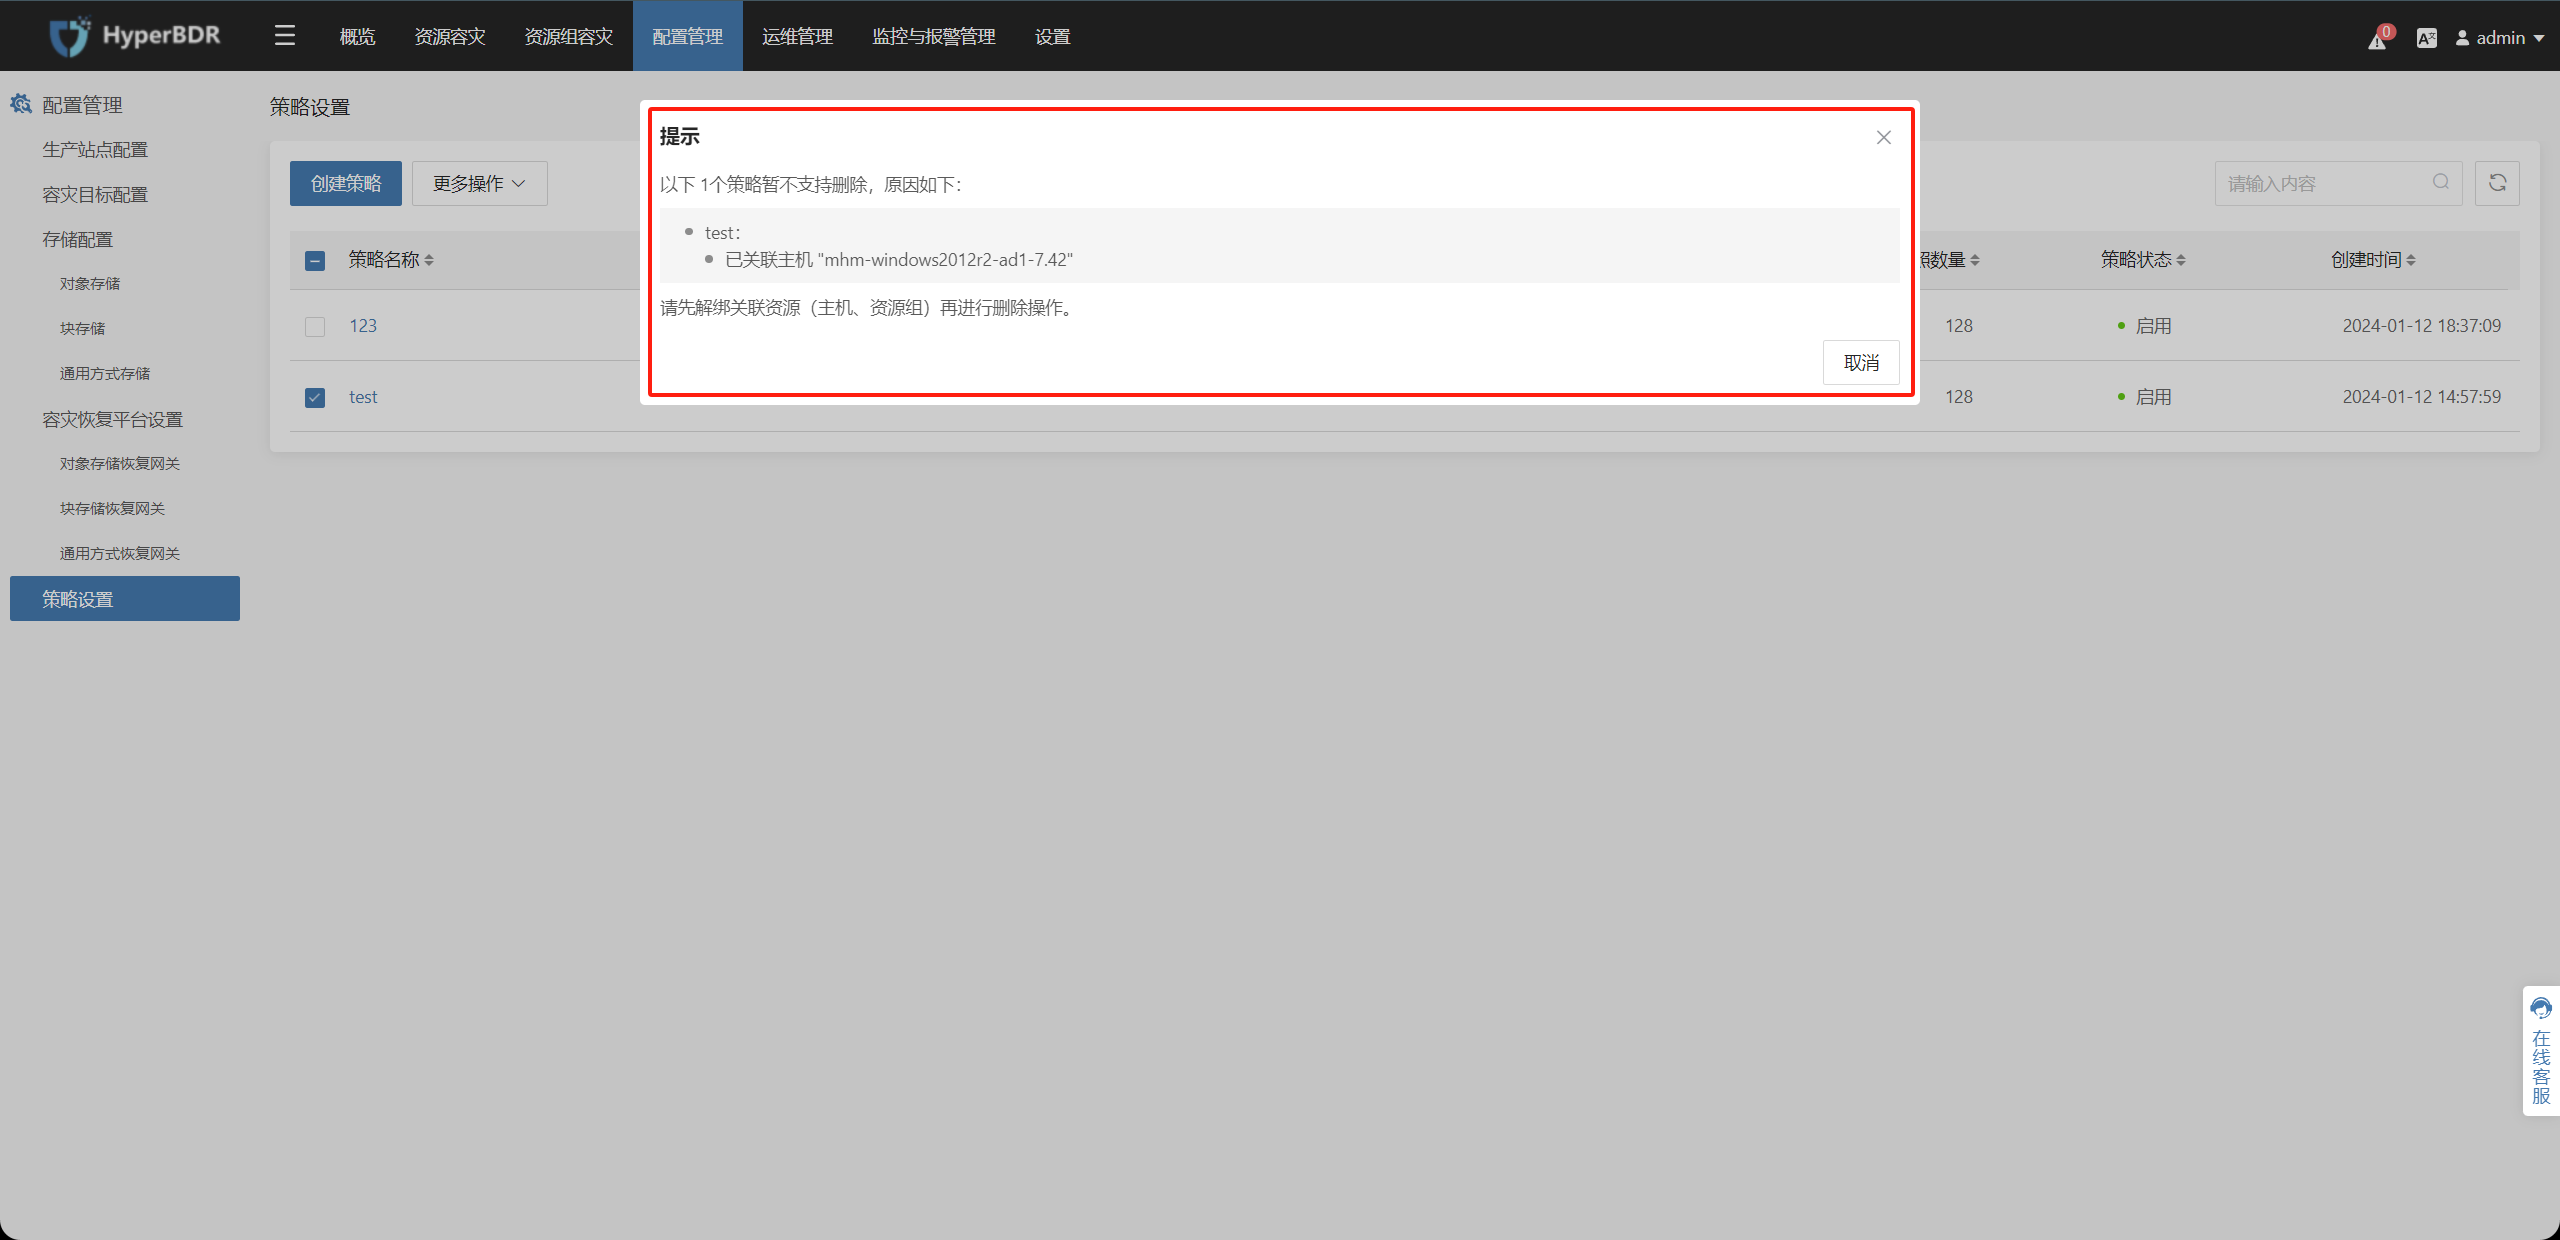 HyperBDR
概览
资源容灾
资源组容灾
配置管理
运维管理
监控与报警管理
设置
0
admin
配置管理
生产站点配置
容灾目标配置
存储配置
对象存储
块存储
通用方式存储
容灾恢复平台设置
对象存储恢复网关
块存储恢复网关
通用方式恢复网关
策略设置
策略设置
创建策略
更多操作
请输入内容
策略名称
照数量
策略状态
创建时间
123
128
启用
2024-01-12 18:37:09
test
128
启用
2024-01-12 14:57:59
提示
以下 1个策略暂不支持删除，原因如下：
test：
已关联主机 "mhm-windows2012r2-ad1-7.42"
请先解绑关联资源（主机、资源组）再进行删除操作。
取消
在线客服